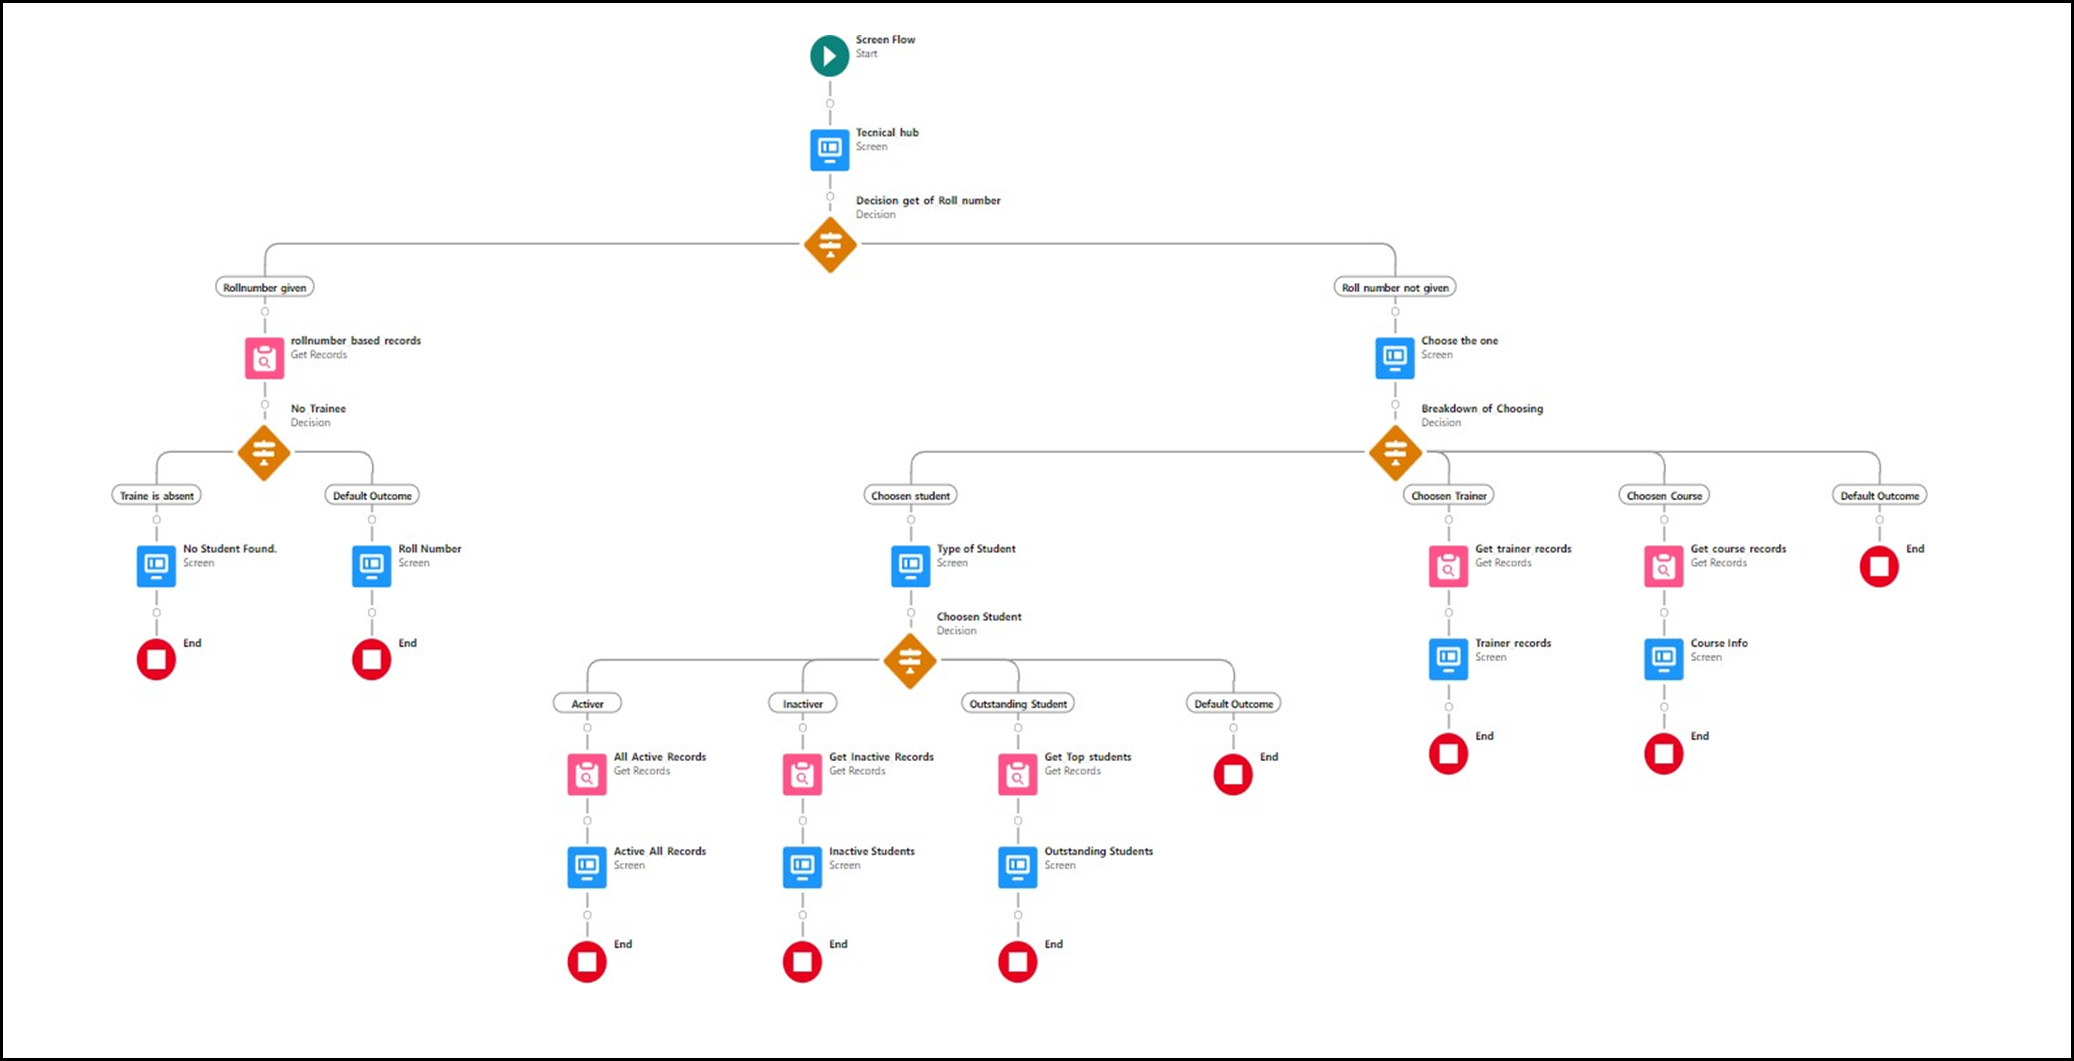 Screen Flow
Start
Tecnical hub
Screen
Decision get of Roll number
Decision
Rollnumber given
Roll number not given
rollnumber based records
Get Records
Choose the one
Screen
No Trainee
Decision
Breakdown of Choosing
Decision
Traine is absent
Default Outcome
Choosen student
Choosen Trainer
Choosen Course
Default Outcome
No Student Found.
Screen
Roll Number
Screen
Type of Student
Screen
Get trainer records
Get Records
Get course records
Get Records
End
Choosen Student
Decision
End
End
Trainer records
Screen
Course Info
Screen
Activer
Inactiver
Outstanding Student
Default Outcome
End
End
All Active Records
Get Records
Get Inactive Records
Get Records
Get Top students
Get Records
End
Active All Records
Screen
Inactive Students
Screen
Outstanding Students
Screen
End
End
End